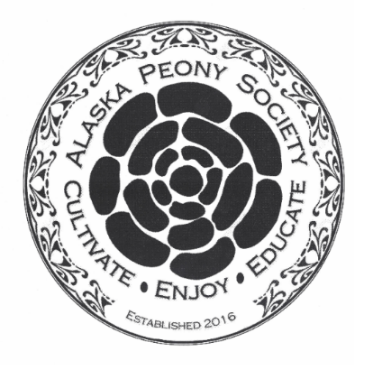 ALASKA PEONY SOCIETY
CULTIVATE • ENJOY • EDUCATE
ESTABLISHED 2016